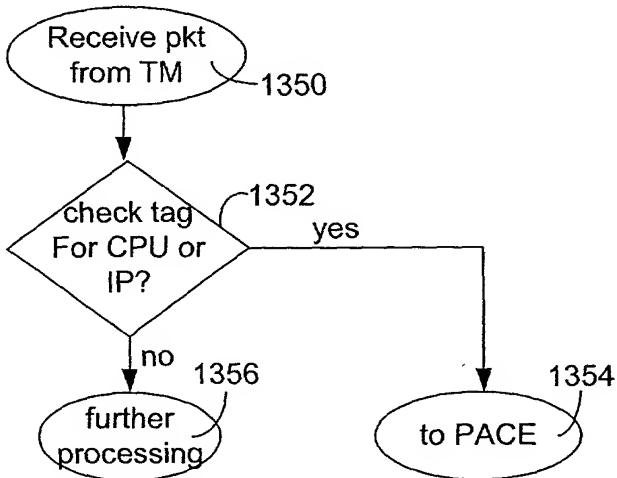 Receive pkt
from TM
1350
1352
check tag
For CPU or
IP?
yes
no
1356
1354
further
processing
to PACE